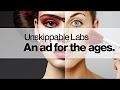 Unskippable Labs
An ad for the ages.